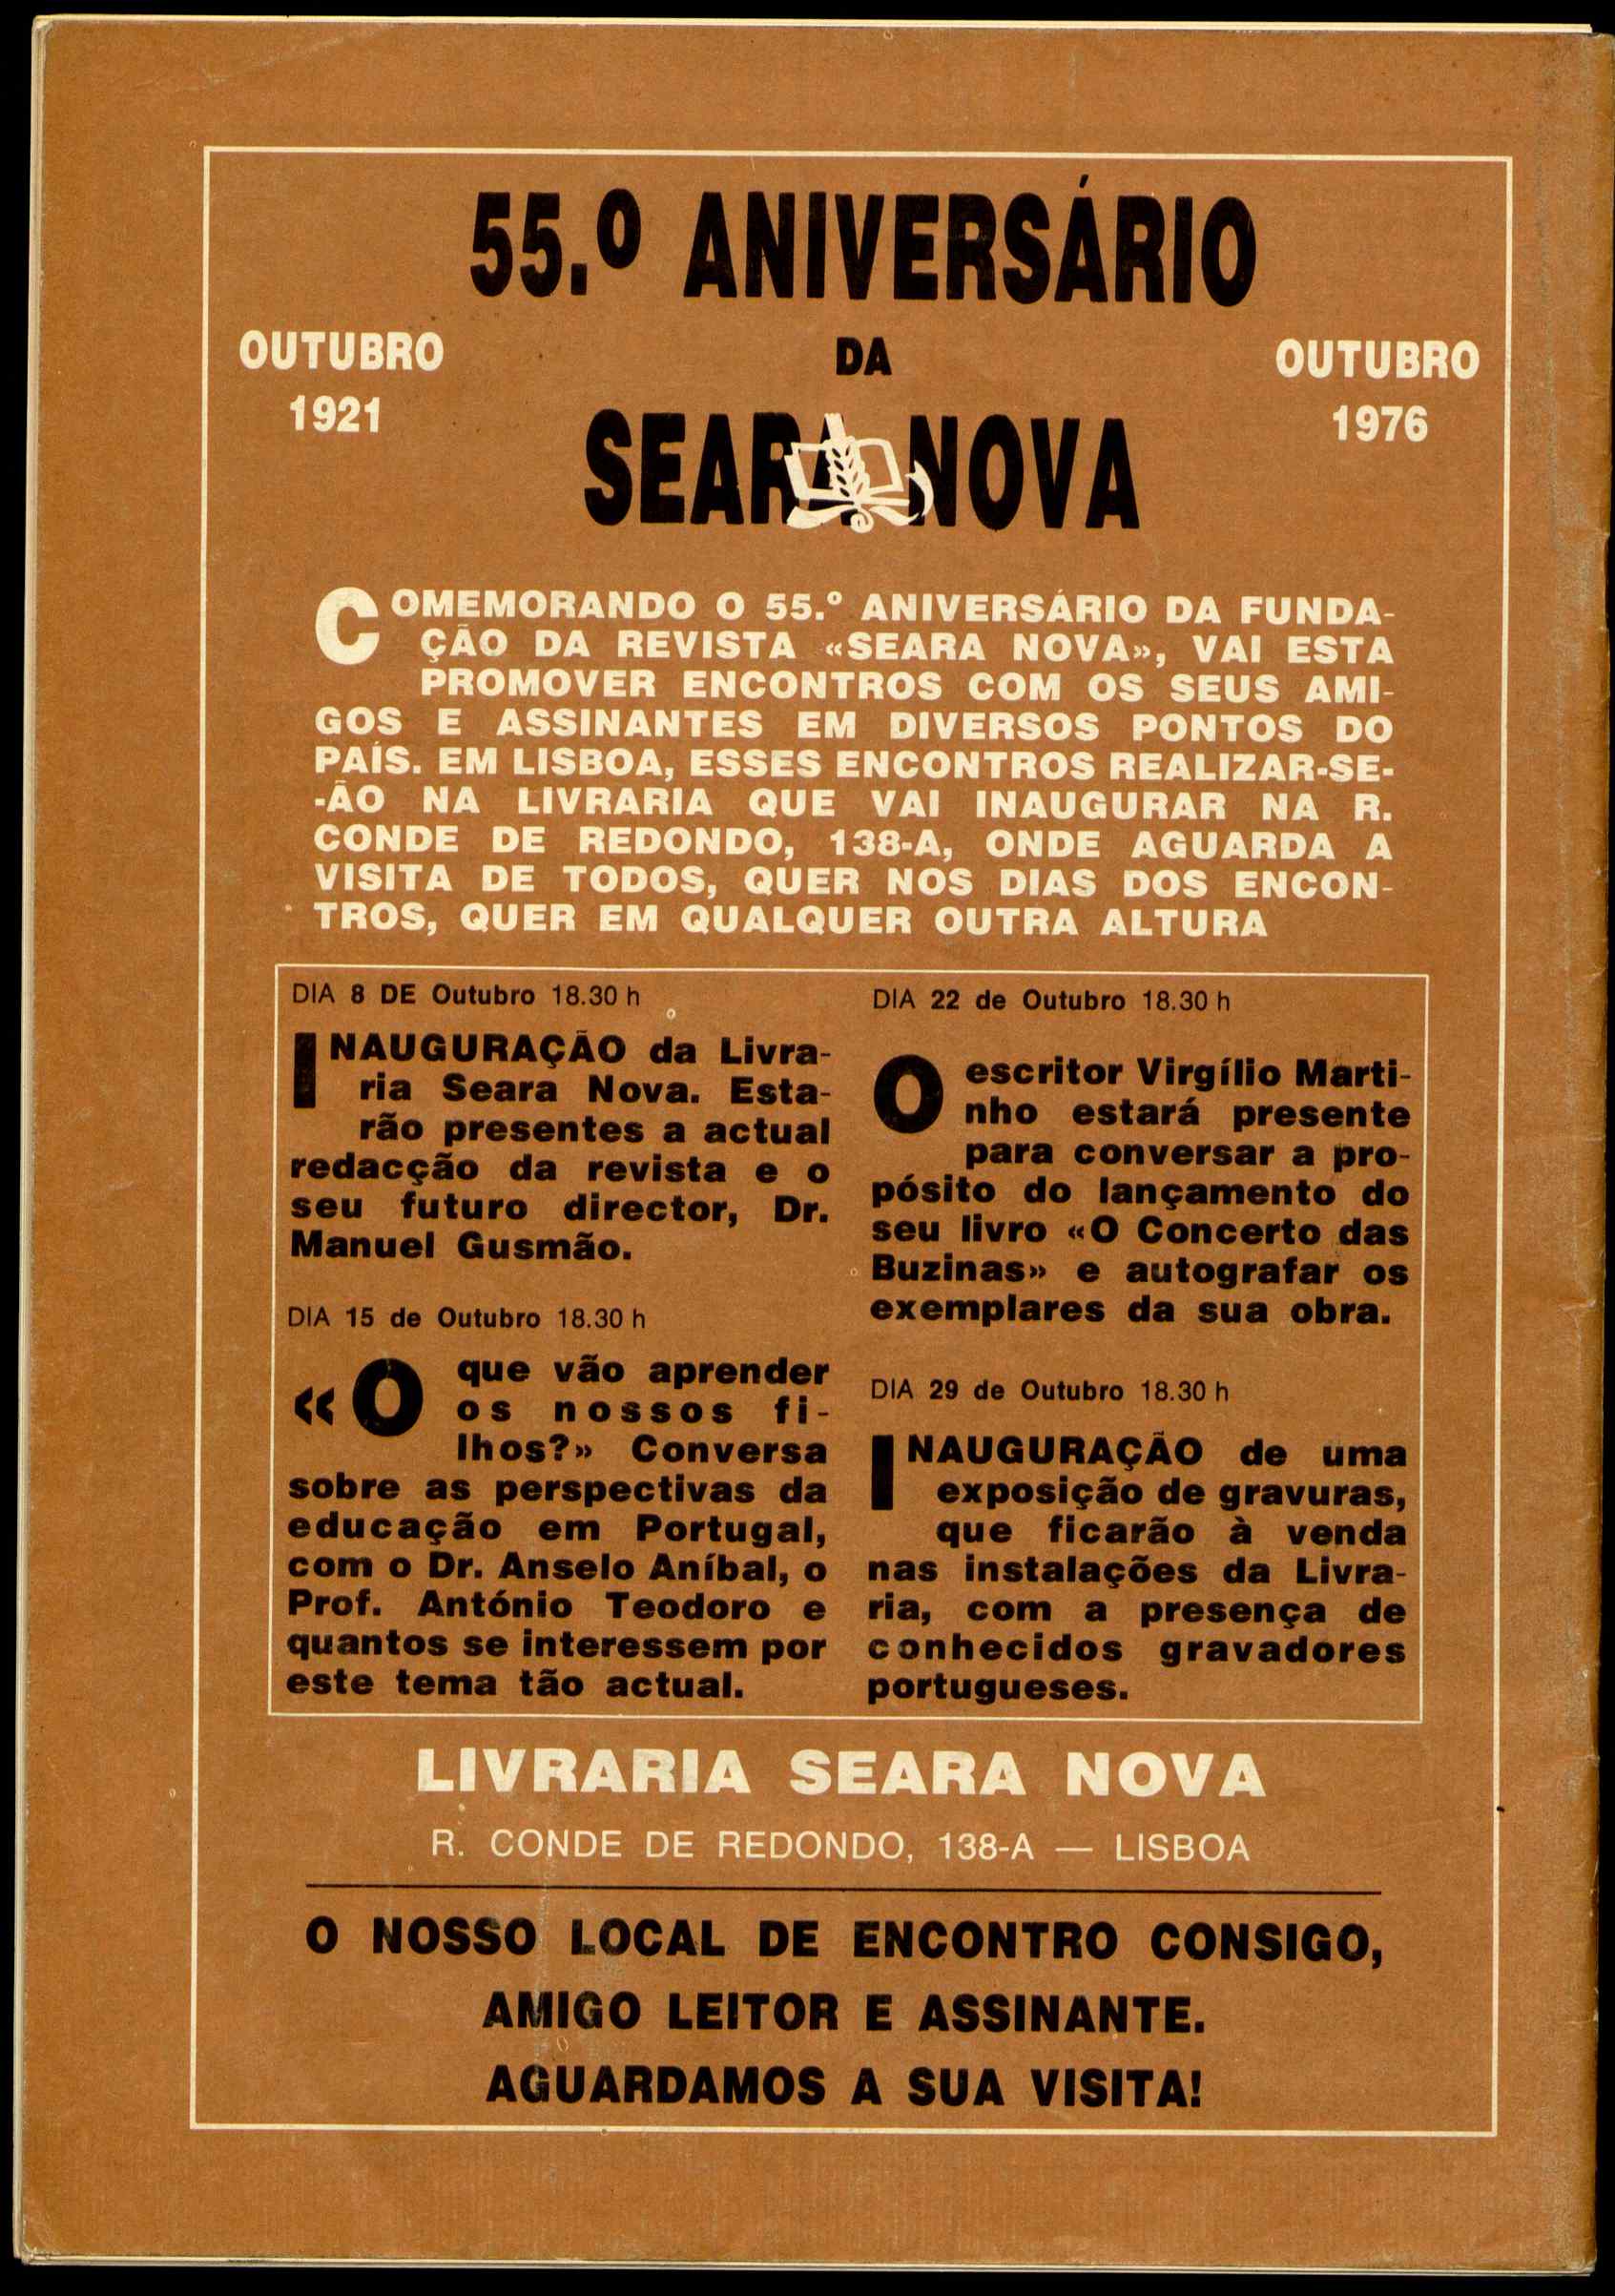 55.º ANIVERSÁRIO
DA
OUTUBRO
1921
OUTUBRO
1976
SEARA NOVA
COMEMORANDO O 55.º ANIVERSÁRIO DA FUNDA-
ÇÃO DA REVISTA «SEARA NOVA», VAI ESTA
PROMOVER ENCONTROS COM OS SEUS AMI-
GOS E ASSINANTES EM DIVERSOS PONTOS DO
PAÍS. EM LISBOA, ESSES ENCONTROS REALIZAR-SE-
-ÃO NA LIVRARIA QUE VAI INAUGURAR NA R.
CONDE DE REDONDO, 138-A, ONDE AGUARDA A
VISITA DE TODOS, QUER NOS DIAS DOS ENCON-
TROS, QUER EM QUALQUER OUTRA ALTURA
DIA 8 DE Outubro 18.30 h
INAUGURAÇÃO da Livra-
ria Seara Nova. Esta-
rão presentes a actual
redacção da revista e o
seu futuro director, Dr.
Manuel Gusmão.
DIA 15 de Outubro 18.30 h
«O que vão aprender
os nossos fi-
lhos?» Conversa
sobre as perspectivas da
educação em Portugal,
com o Dr. Anselo Aníbal, o
Prof. António Teodoro e
quantos se interessem por
este tema tão actual.
DIA 22 de Outubro 18.30 h
O escritor Virgílio Marti-
nho estará presente
para conversar a pro-
pósito do lançamento do
seu livro «O Concerto das
Buzinas» e autografar os
exemplares da sua obra.
DIA 29 de Outubro 18.30 h
INAUGURAÇÃO de uma
exposição de gravuras,
que ficarão à venda
nas instalações da Livra-
ria, com a presença de
conhecidos gravadores
portugueses.
LIVRARIA SEARA NOVA
R. CONDE DE REDONDO, 138-A — LISBOA
O NOSSO LOCAL DE ENCONTRO CONSIGO,
AMIGO LEITOR E ASSINANTE.
AGUARDAMOS A SUA VISITA!